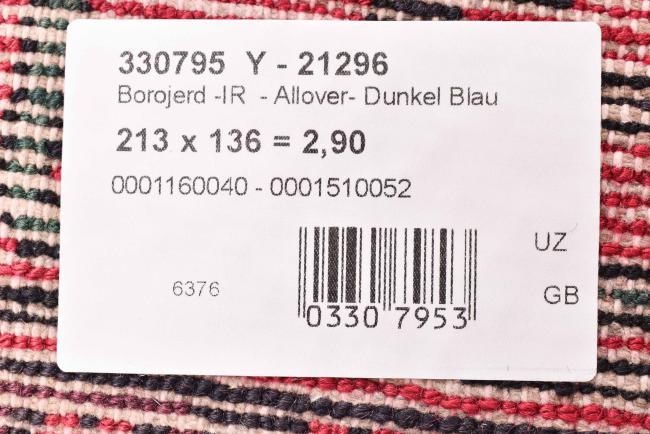 330795 Y - 21296
Borojerd -IR - Allover- Dunkel Blau
213 x 136 = 2,90
0001160040 - 0001510052
UZ
6376
GB
0330 7953